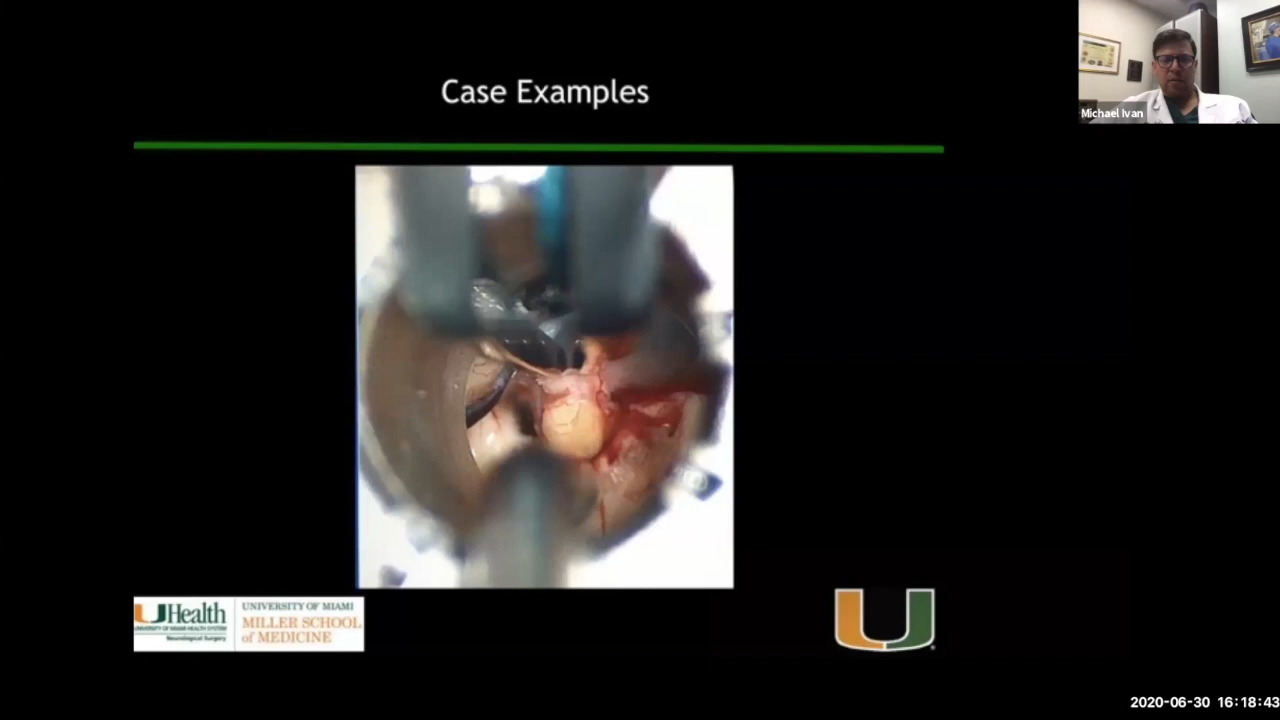 Case Examples
Michael Ivan
UHealth
UNIVERSITY OF MIAMI HEALTH SYSTEM
Neurological Surgery
UNIVERSITY OF MIAMI
MILLER SCHOOL
of MEDICINE
U
2020-06-30 16:18:43